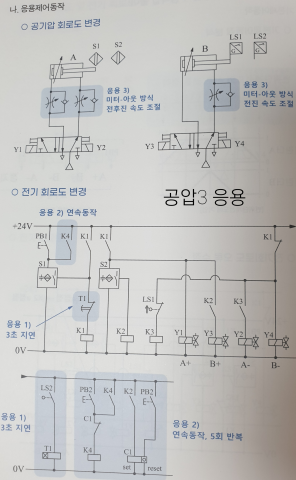 나. 응용제어동작
○ 공기압 회로도 변경
S1 S2
A
LS1 LS2
B
응용 3)
미터-아웃 방식
전후진 속도 조절
응용 3)
미터-아웃 방식
전진 속도 조절
Y1 Y2
Y3 Y4
○ 전기 회로도 변경
공압3 응용
응용 2) 연속동작
+24V
PB1 K4 K1 K1 K1
S1 S2
T1
LS1 K2 K3
응용 1)
3초 지연
K1 K2 K3 Y1 Y3 Y2 Y4
0V
A+ B+ A- B-
LS2 PB2 K4 K2 PB2
C1
응용 1)
3초 지연
응용 2)
연속동작, 5회 반복
T1 K4 C1
set reset
0V